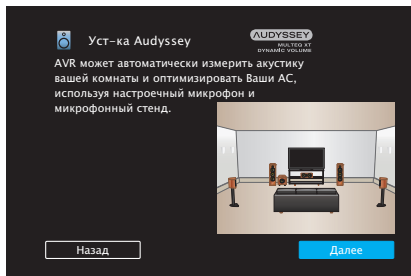 Уст-ка Audyssey
AUDYSSEY
MULTEQ XT
DYNAMIC VOLUME
AVR может автоматически измерить акустику
вашей комнаты и оптимизировать Ваши АС,
используя настроечный микрофон и
микрофонный стенд.
Назад
Далее